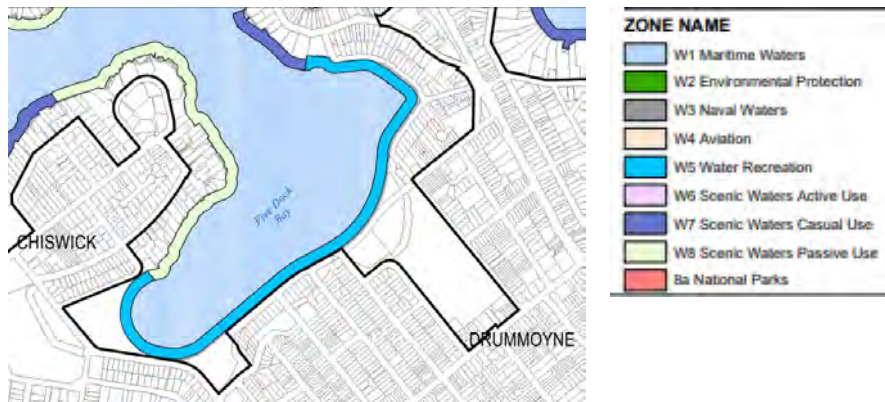 Five Dock
Bay
CHISWICK
DRUMMOYNE
ZONE NAME
W1 Maritime Waters
W2 Environmental Protection
W3 Naval Waters
W4 Aviation
W5 Water Recreation
W6 Scenic Waters Active Use
W7 Scenic Waters Casual Use
W8 Scenic Waters Passive Use
8a National Parks